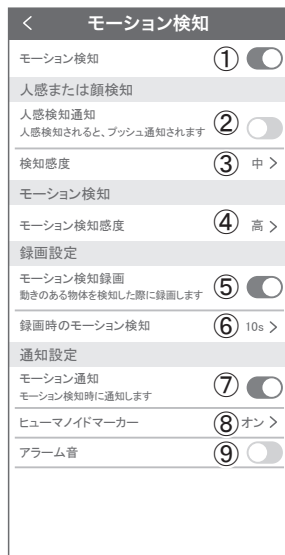 < モーション検知
モーション検知 ①
人感または顔検知
人感検知通知 ②
人感検知されると、プッシュ通知されます
検知感度 ③ 中 >
モーション検知
モーション検知感度 ④ 高 >
録画設定
モーション検知録画 ⑤
動きのある物体を検知した際に録画します
録画時のモーション検知 ⑥ 10s >
通知設定
モーション通知 ⑦
モーション検知時に通知します
ヒューマノイドマーカー ⑧ オン >
アラーム音 ⑨